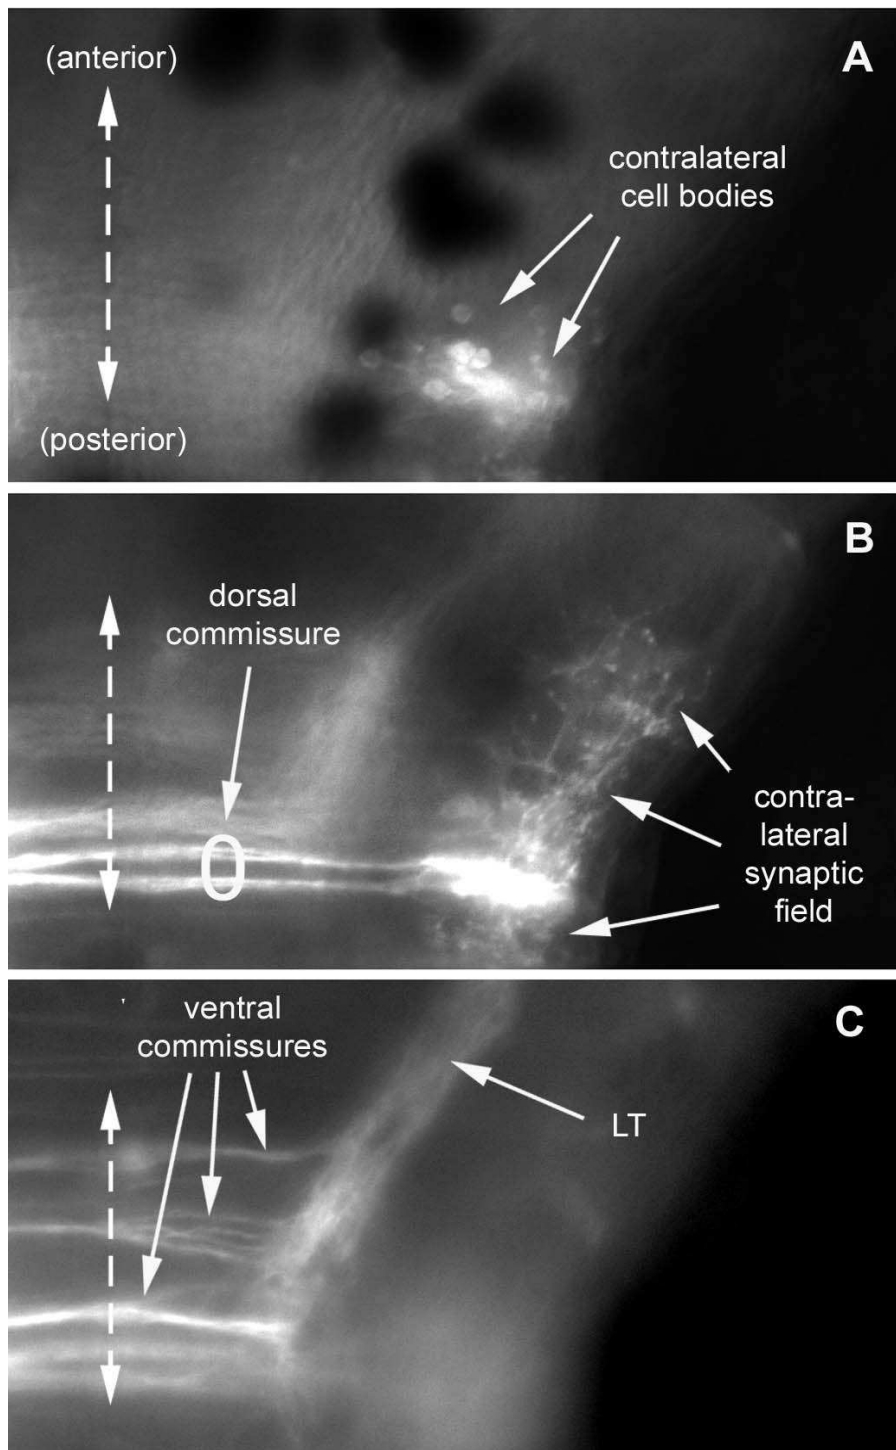 (anterior)
A
contralateral
cell bodies
(posterior)
B
dorsal
commissure
contra-
lateral
synaptic
field
C
ventral
commissures
LT